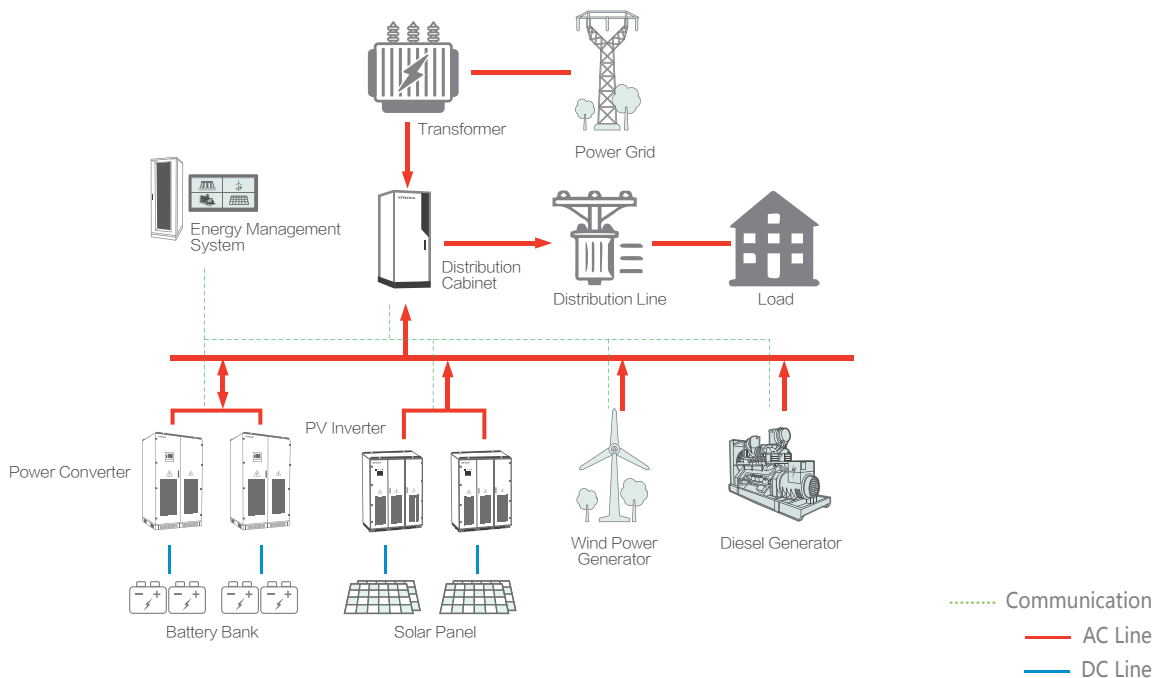 Transformer
Power Grid
Energy Management
System
Distribution
Cabinet
Distribution Line
Load
PV Inverter
Power Converter
Wind Power
Generator
Diesel Generator
Battery Bank
Solar Panel
Communication
AC Line
DC Line